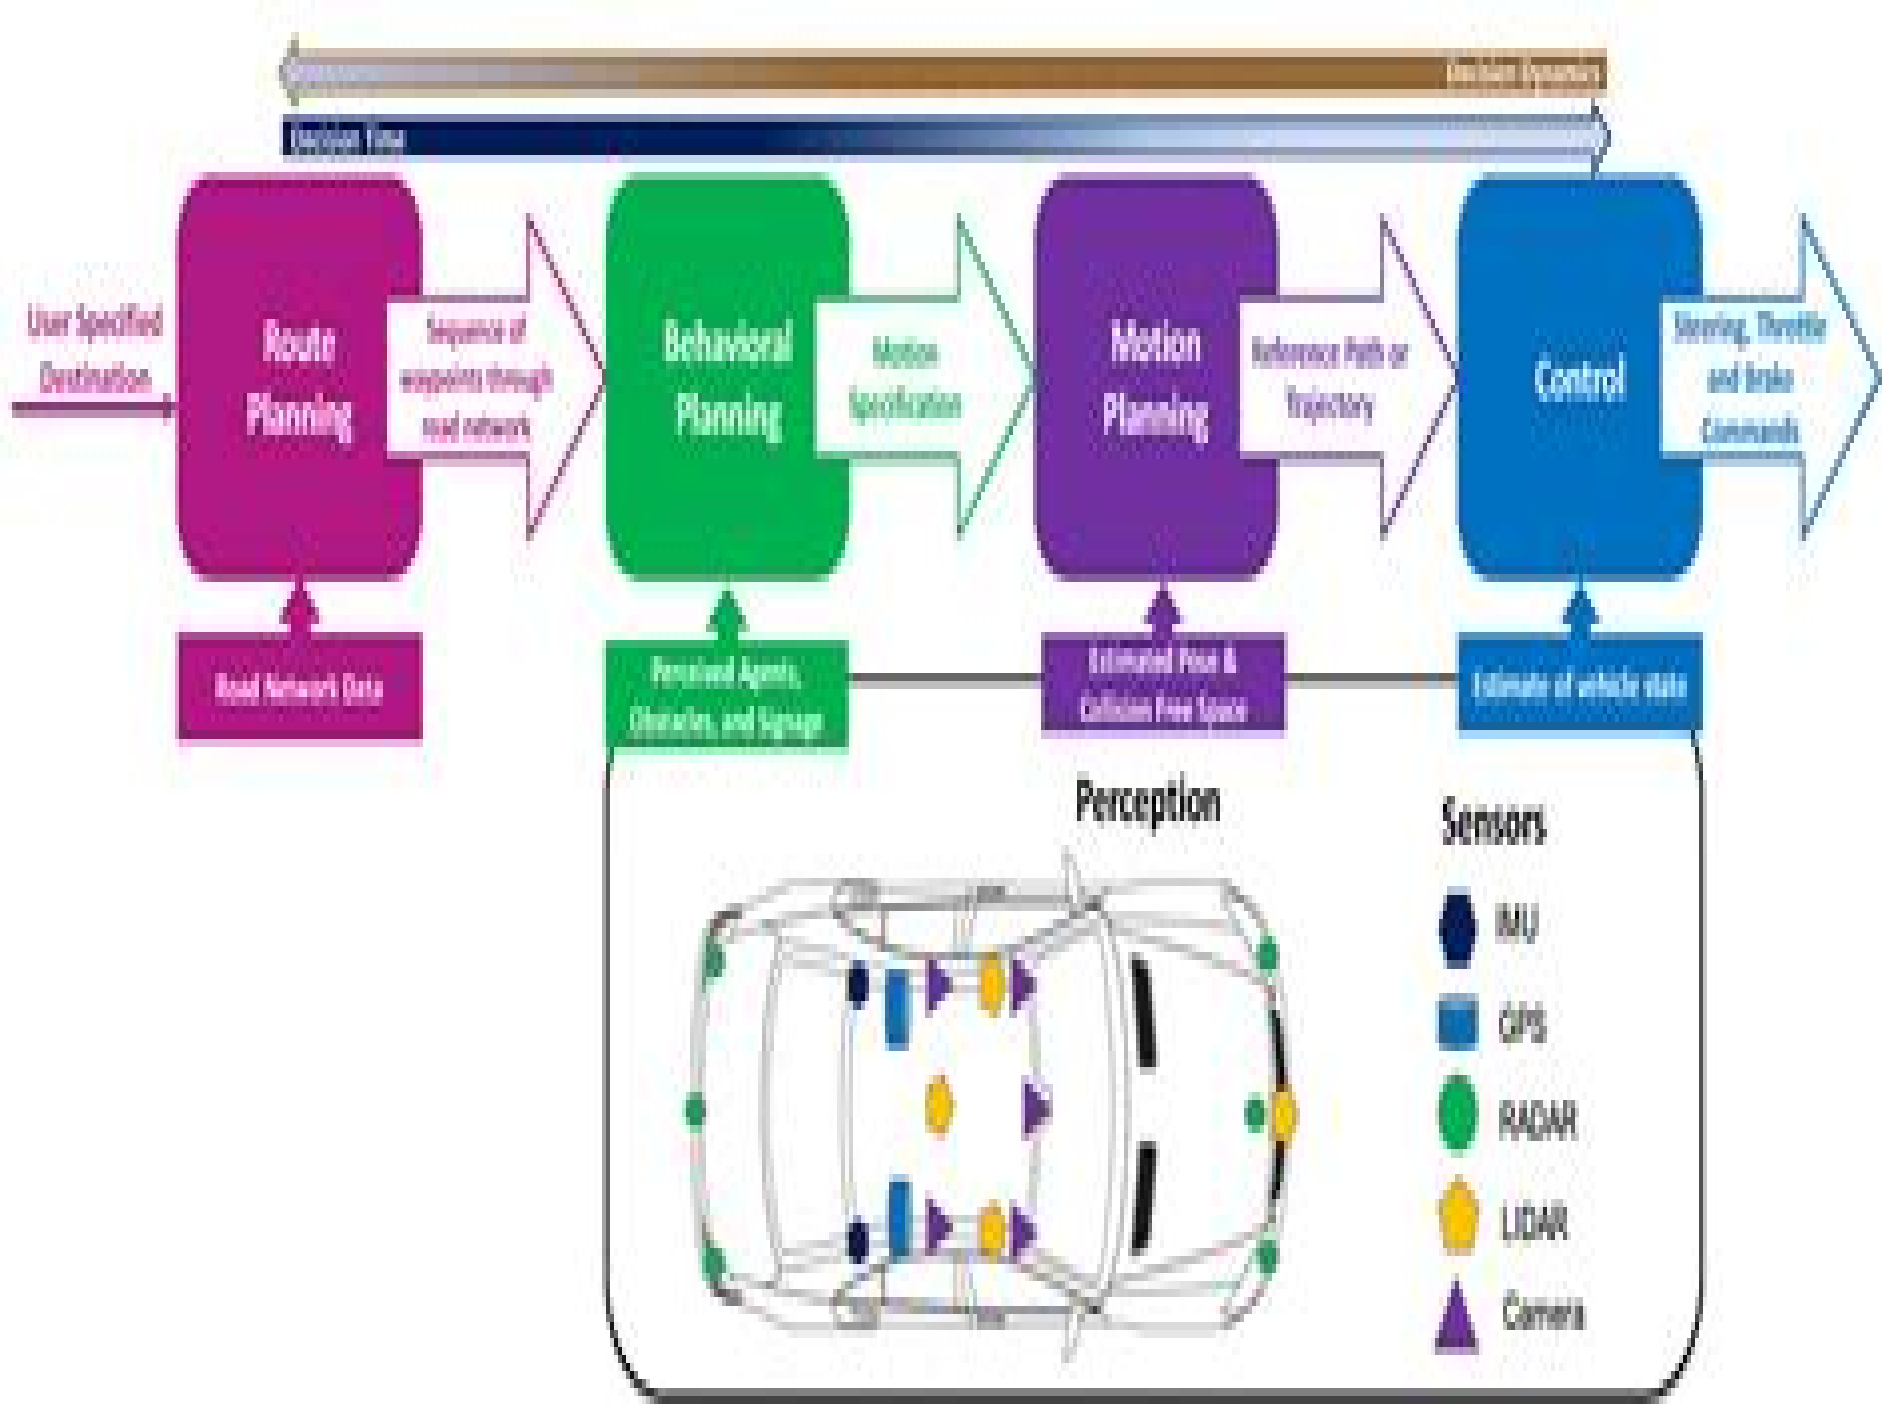 Decision Dynamics
Decision Time
User Specified
Destination
Route
Planning
Sequence of
waypoints through
road network
Behavioral
Planning
Motion
Specification
Motion
Planning
Reference Path or
Trajectory
Control
Steering, Throttle
and Brake
Commands
Road Network Data
Perceived Agents,
Obstacles, and Signage
Estimated Pose &
Collision Free Space
Estimate of vehicle state
Perception
Sensors
IMU
GPS
RADAR
LIDAR
Camera